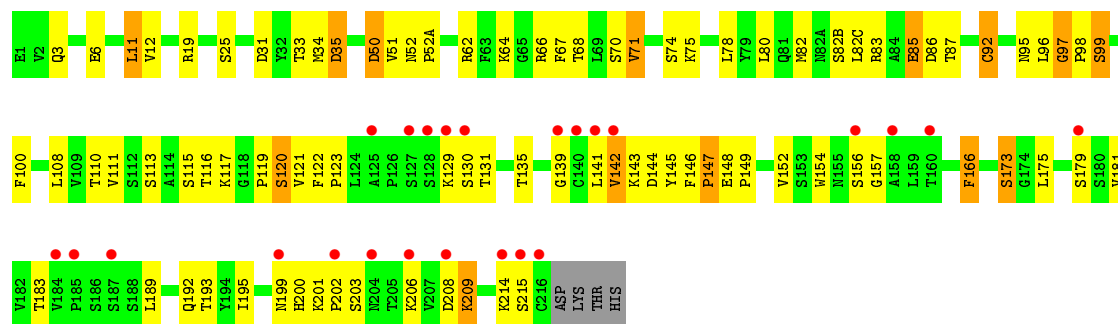 E1 V2 Q3 E6 L11 V12 R19 S25 D31 Y32 T33 M34 D35 D50 V51 N52 P52A R62 F63 K64 G65 R66 F67 T68 L69 S70 V71 S74 K75 L78 Y79 L80 Q81 M82 N82A S82B L82C R83 A84 E85 D86 T87 C92 N95 L96 G97 P98 S99
F100 L108 V109 T110 V111 S112 S113 A114 S115 T116 K117 G118 P119 S120 V121 F122 P123 L124 A125 P126 S127 S128 K129 S130 T131 T135 G139 C140 L141 V142 K143 D144 Y145 F146 P147 E148 P149 V152 S153 W154 N155 S156 G157 A158 L159 T160 F166 S173 G174 L175 S179 S180 V181
V182 T183 V184 P185 S186 S187 S188 L189 Q192 T193 Y194 I195 N199 H200 K201 P202 S203 N204 T205 K206 V207 D208 K209 K214 S215 C216 ASP LYS THR HIS